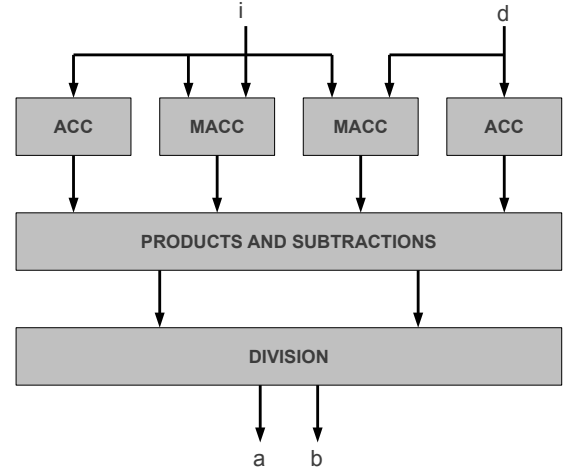 i d
ACC MACC MACC ACC
PRODUCTS AND SUBTRACTIONS
DIVISION
a b